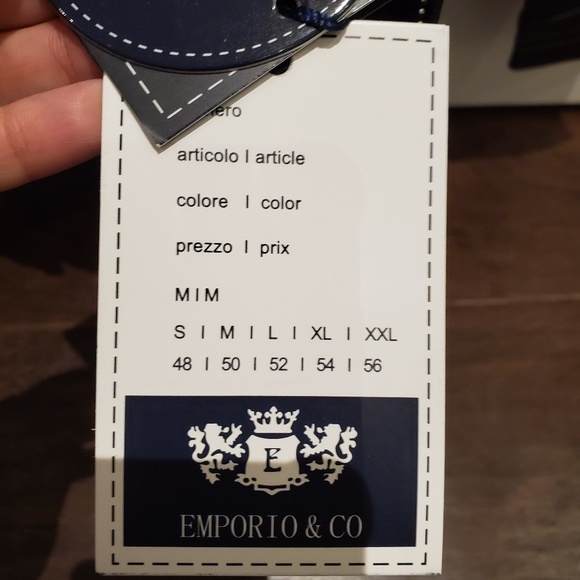 articolo I article
colore I color
prezzo I prix
M I M
S I M I L I XL I XXL
48 I 50 I 52 I 54 I 56
E
EMPORIO & CO